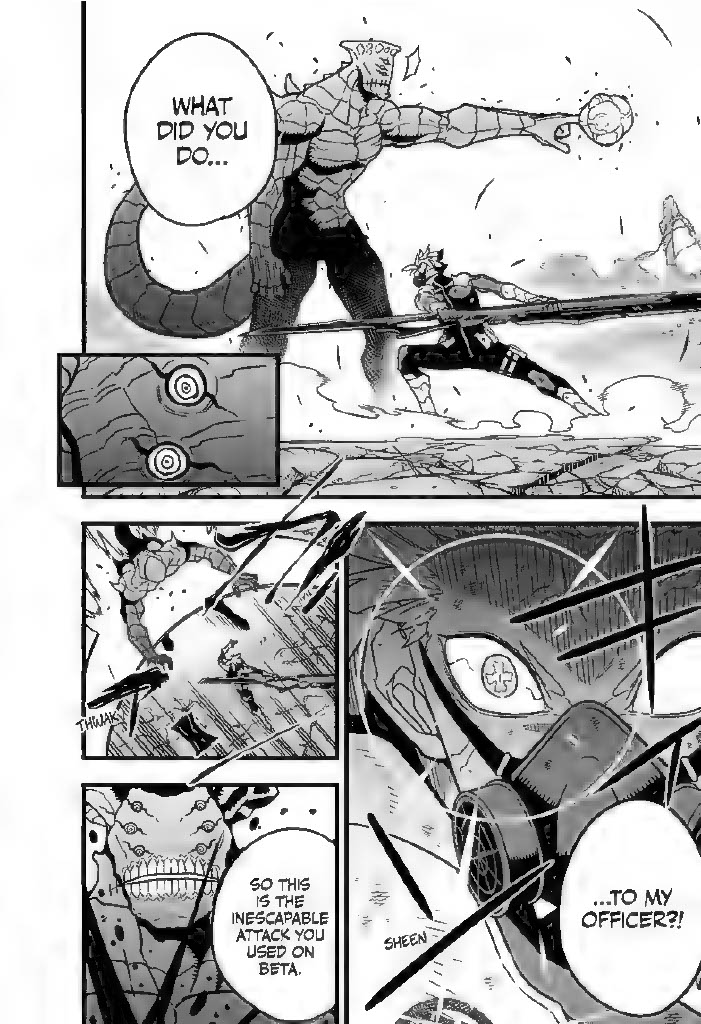 WHAT
DID YOU
DO...
THWAK
SO THIS
IS THE
INESCAPABLE
ATTACK YOU
USED ON
BETA.
...TO MY
OFFICER?!
SHEEN